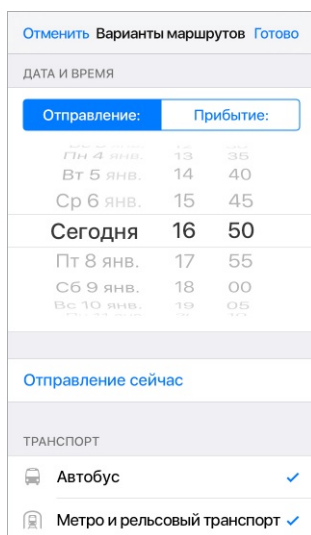 Отменить Варианты маршрутов Готово
ДАТА И ВРЕМЯ
Отправление: Прибытие:
Пн 4 янв. 13 35
Вт 5 янв. 14 40
Ср 6 янв. 15 45
Сегодня 16 50
Пт 8 янв. 17 55
Сб 9 янв. 18 00
Вс 10 янв. 19 05
Отправление сейчас
ТРАНСПОРТ
Автобус
Метро и рельсовый транспорт